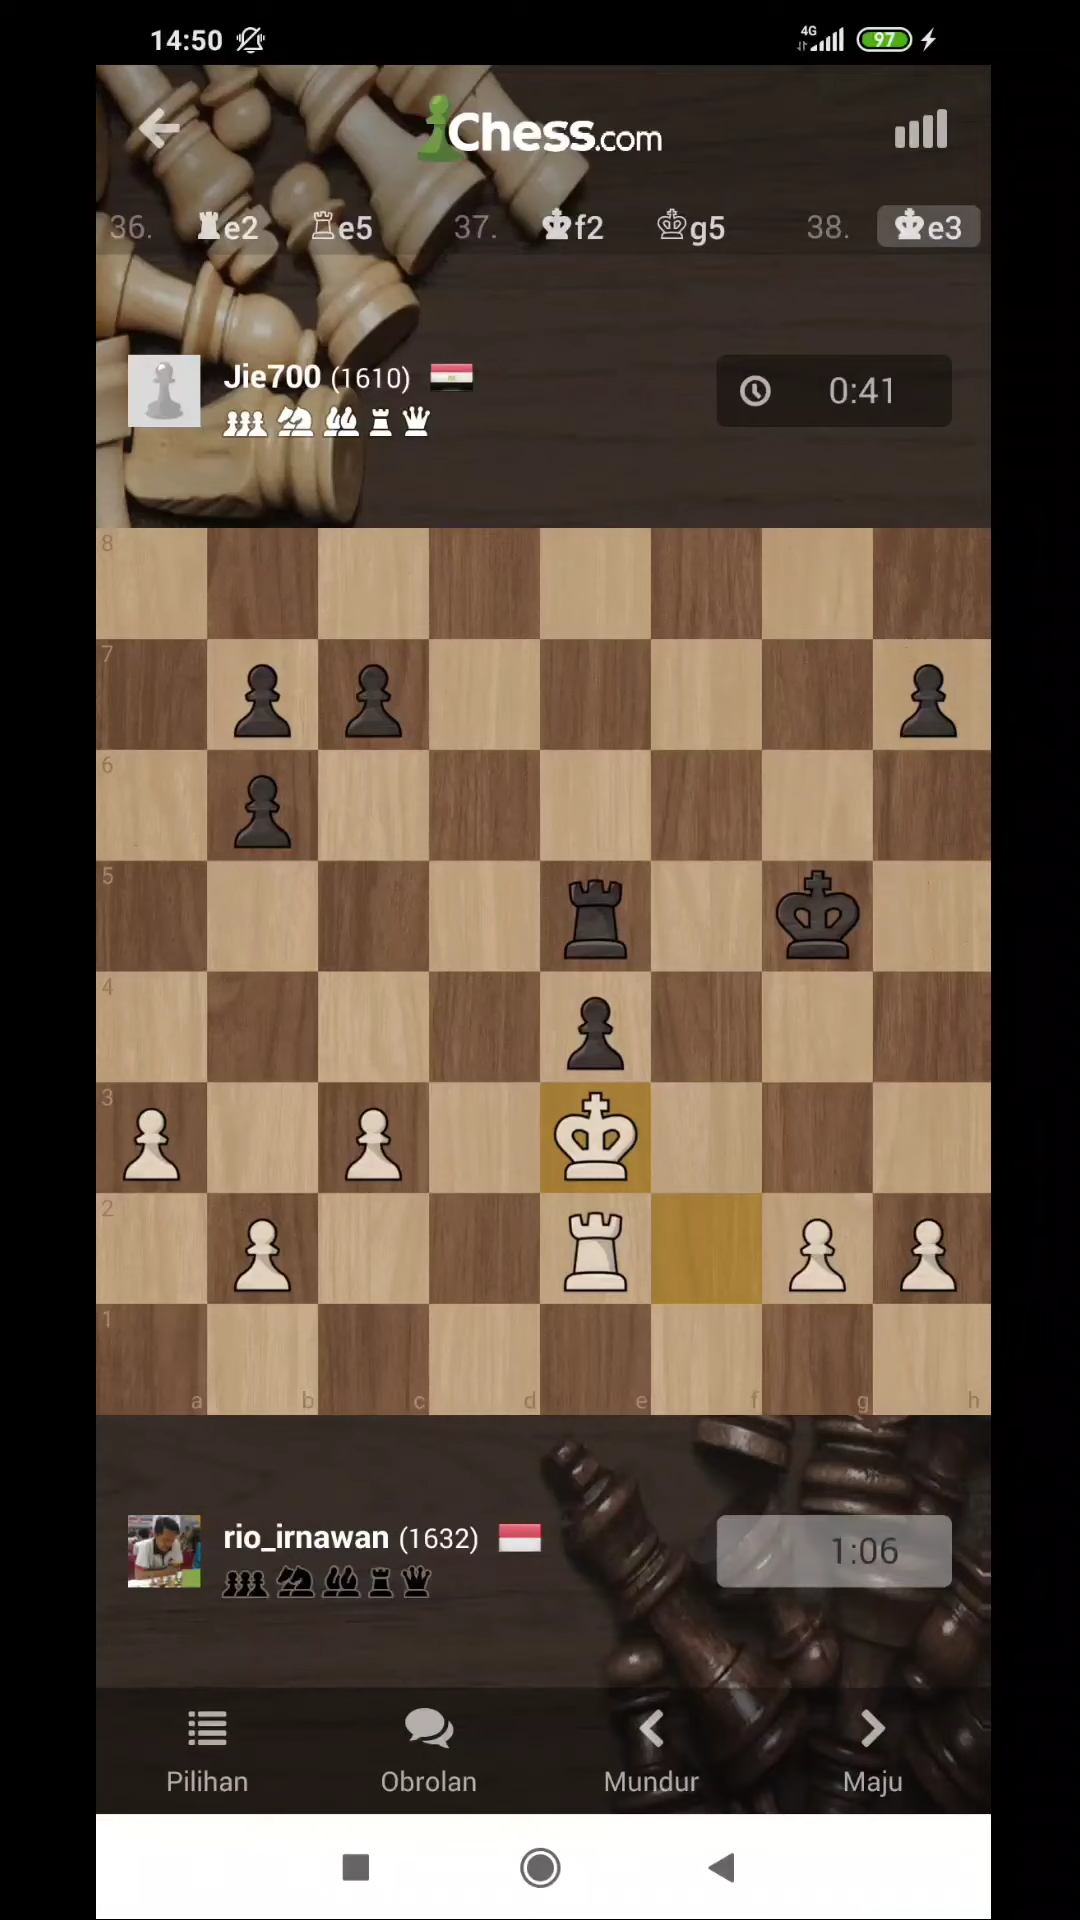 14:50 4G 97
Chess.com
36. e2 e5 37. f2 g5 38. e3
Jie700 (1610)
0:41
8
7
6
5
4
3
2
1
a b c d e f g h
rio_irnawan (1632)
1:06
Pilihan Obrolan Mundur Maju